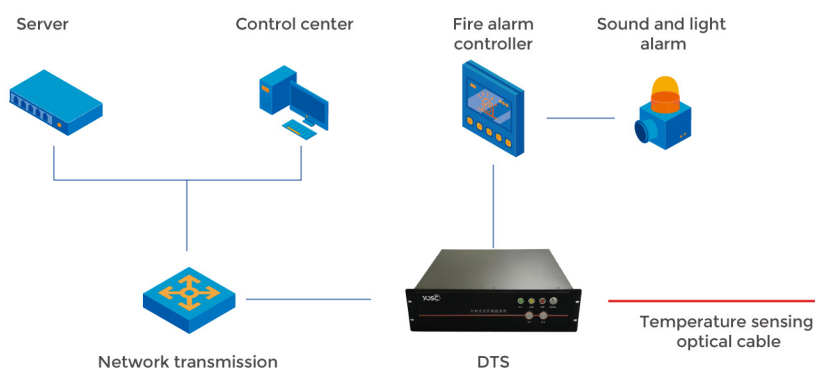 Server
Control center
Fire alarm
controller
Sound and light
alarm
Temperature sensing
optical cable
Network transmission
DTS